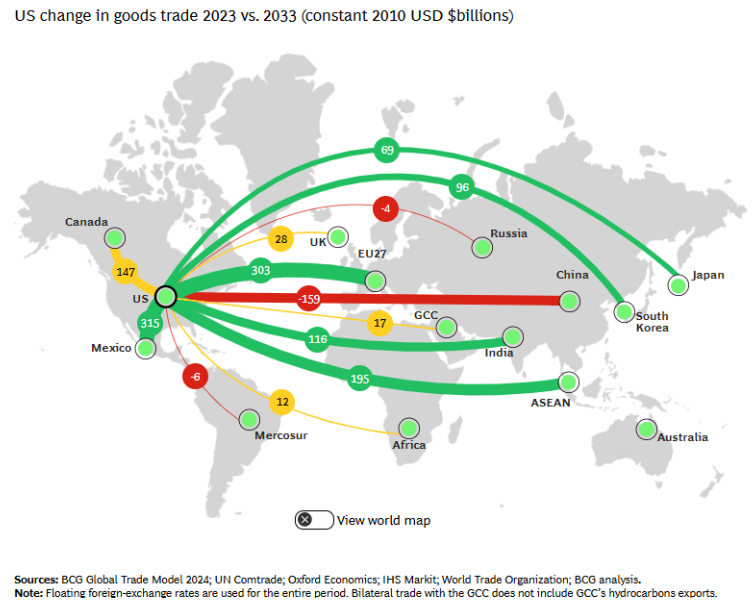 US change in goods trade 2023 vs. 2033 (constant 2010 USD $billions)
69
96
-4
Canada
28
UK
Russia
EU27
147
303
China
Japan
US
-159
GCC
17
South
Korea
315
116
Mexico
India
-6
195
ASEAN
12
Mercosur
Africa
Australia
View world map
Sources: BCG Global Trade Model 2024; UN Comtrade; Oxford Economics; IHS Markit; World Trade Organization; BCG analysis.
Note: Floating foreign-exchange rates are used for the entire period. Bilateral trade with the GCC does not include GCC's hydrocarbons exports.